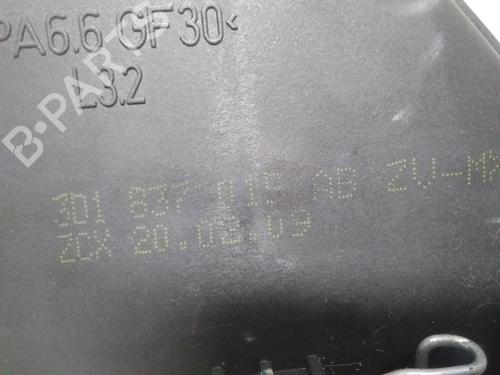 PA6.6 GF30<
L3.2
B-PARTS
3D1 837 015 AB ZV-MX
ZCX 20.03.09